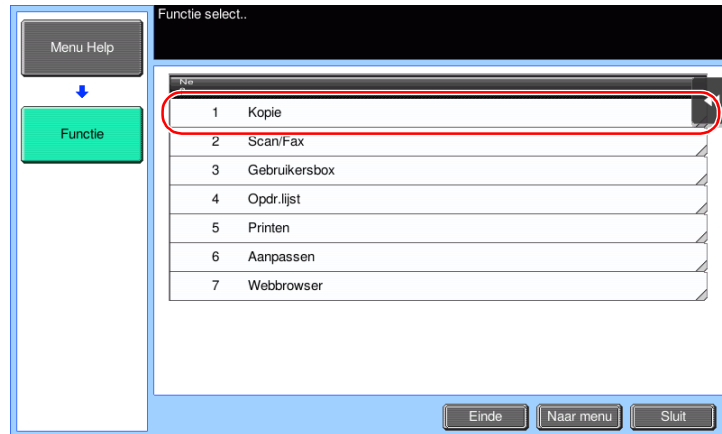 Functie select..
Menu Help
Functie
1 Kopie
2 Scan/Fax
3 Gebruikersbox
4 Opdr.lijst
5 Printen
6 Aanpassen
7 Webbrowser
Einde Naar menu Sluit